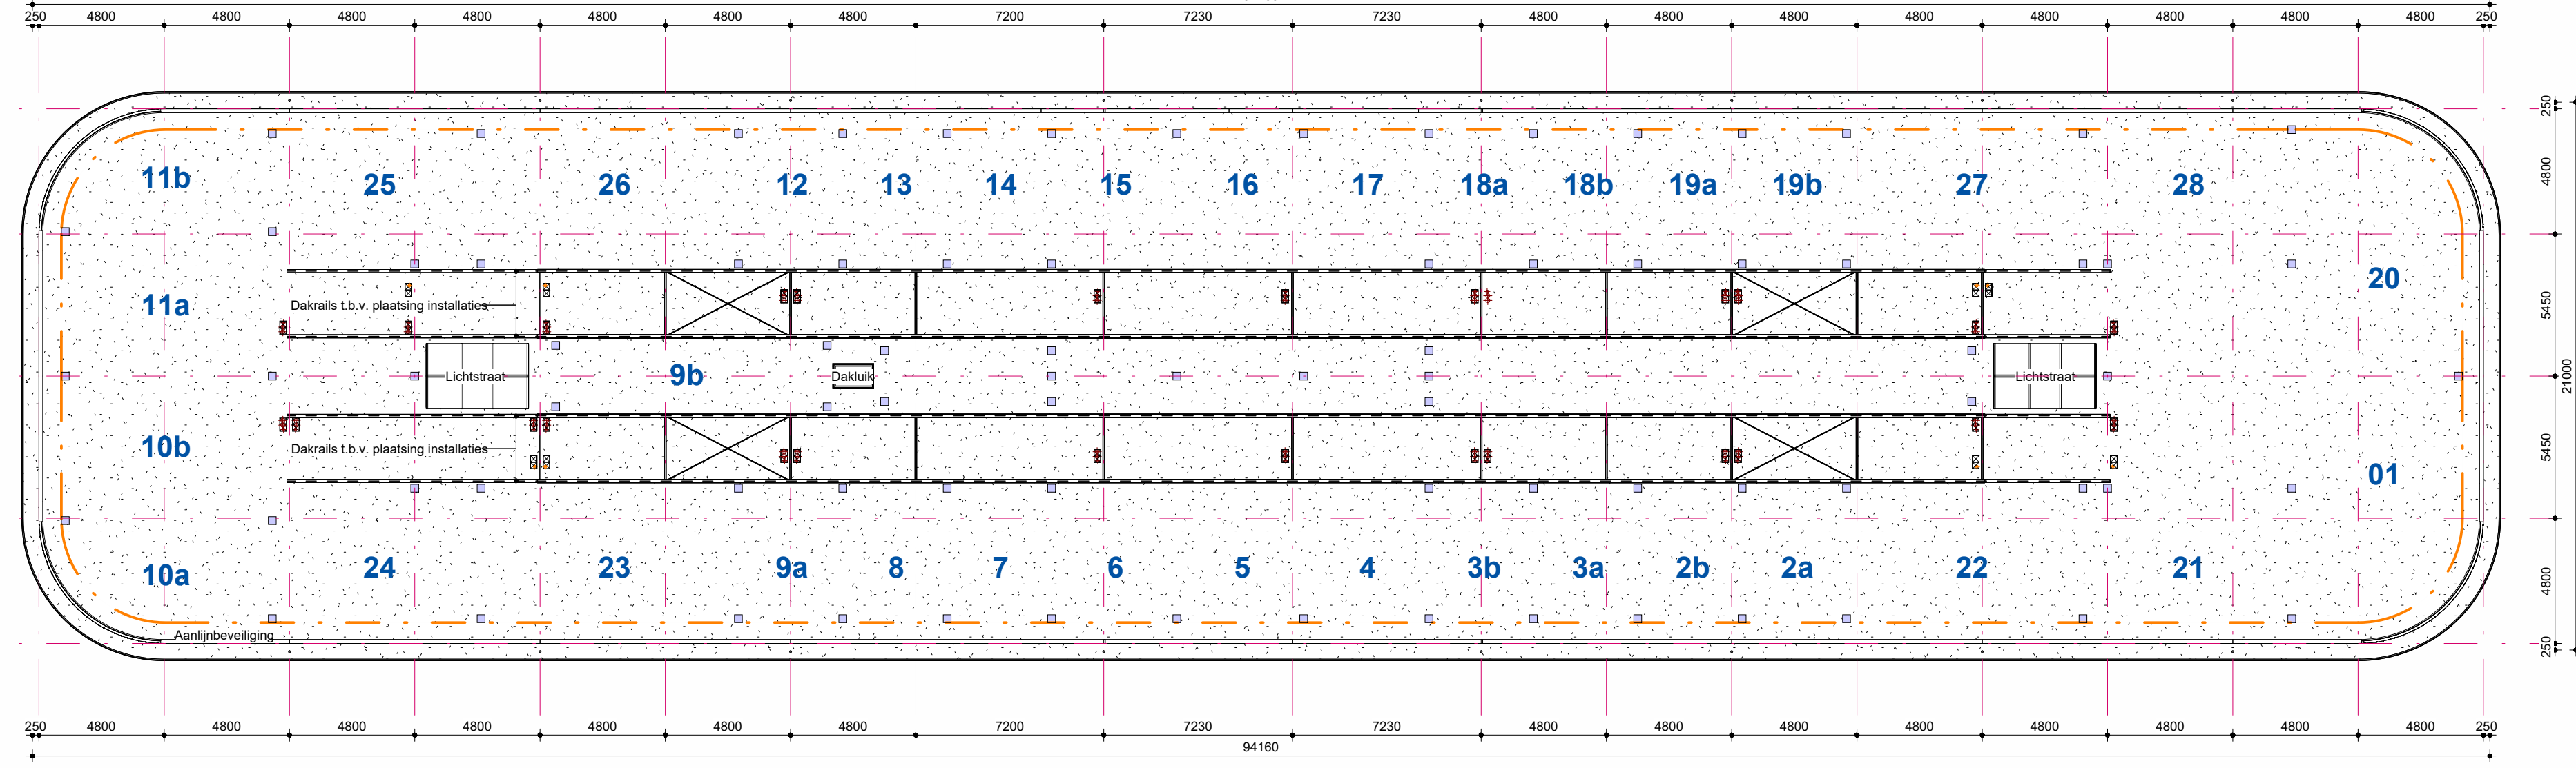 250 4800 4800 4800 4800 4800 4800 4800 7200 7230 7230 4800 4800 4800 4800 4800 4800 4800 4800 250
250
11b 25 26 12 13 14 15 16 17 18a 18b 19a 19b 27 28
4800
20
11a Dakrails t.b.v. plaatsing installaties
5450
Lichtstraat 9b Dakluik Lichtstraat
21000
10b Dakrails t.b.v. plaatsing installaties
5450
01
10a 24 23 9a 8 7 6 5 4 3b 3a 2b 2a 22 21
4800
Aanlijnbeveiliging
250
250 4800 4800 4800 4800 4800 4800 4800 7200 7230 7230 4800 4800 4800 4800 4800 4800 4800 4800 250
94160